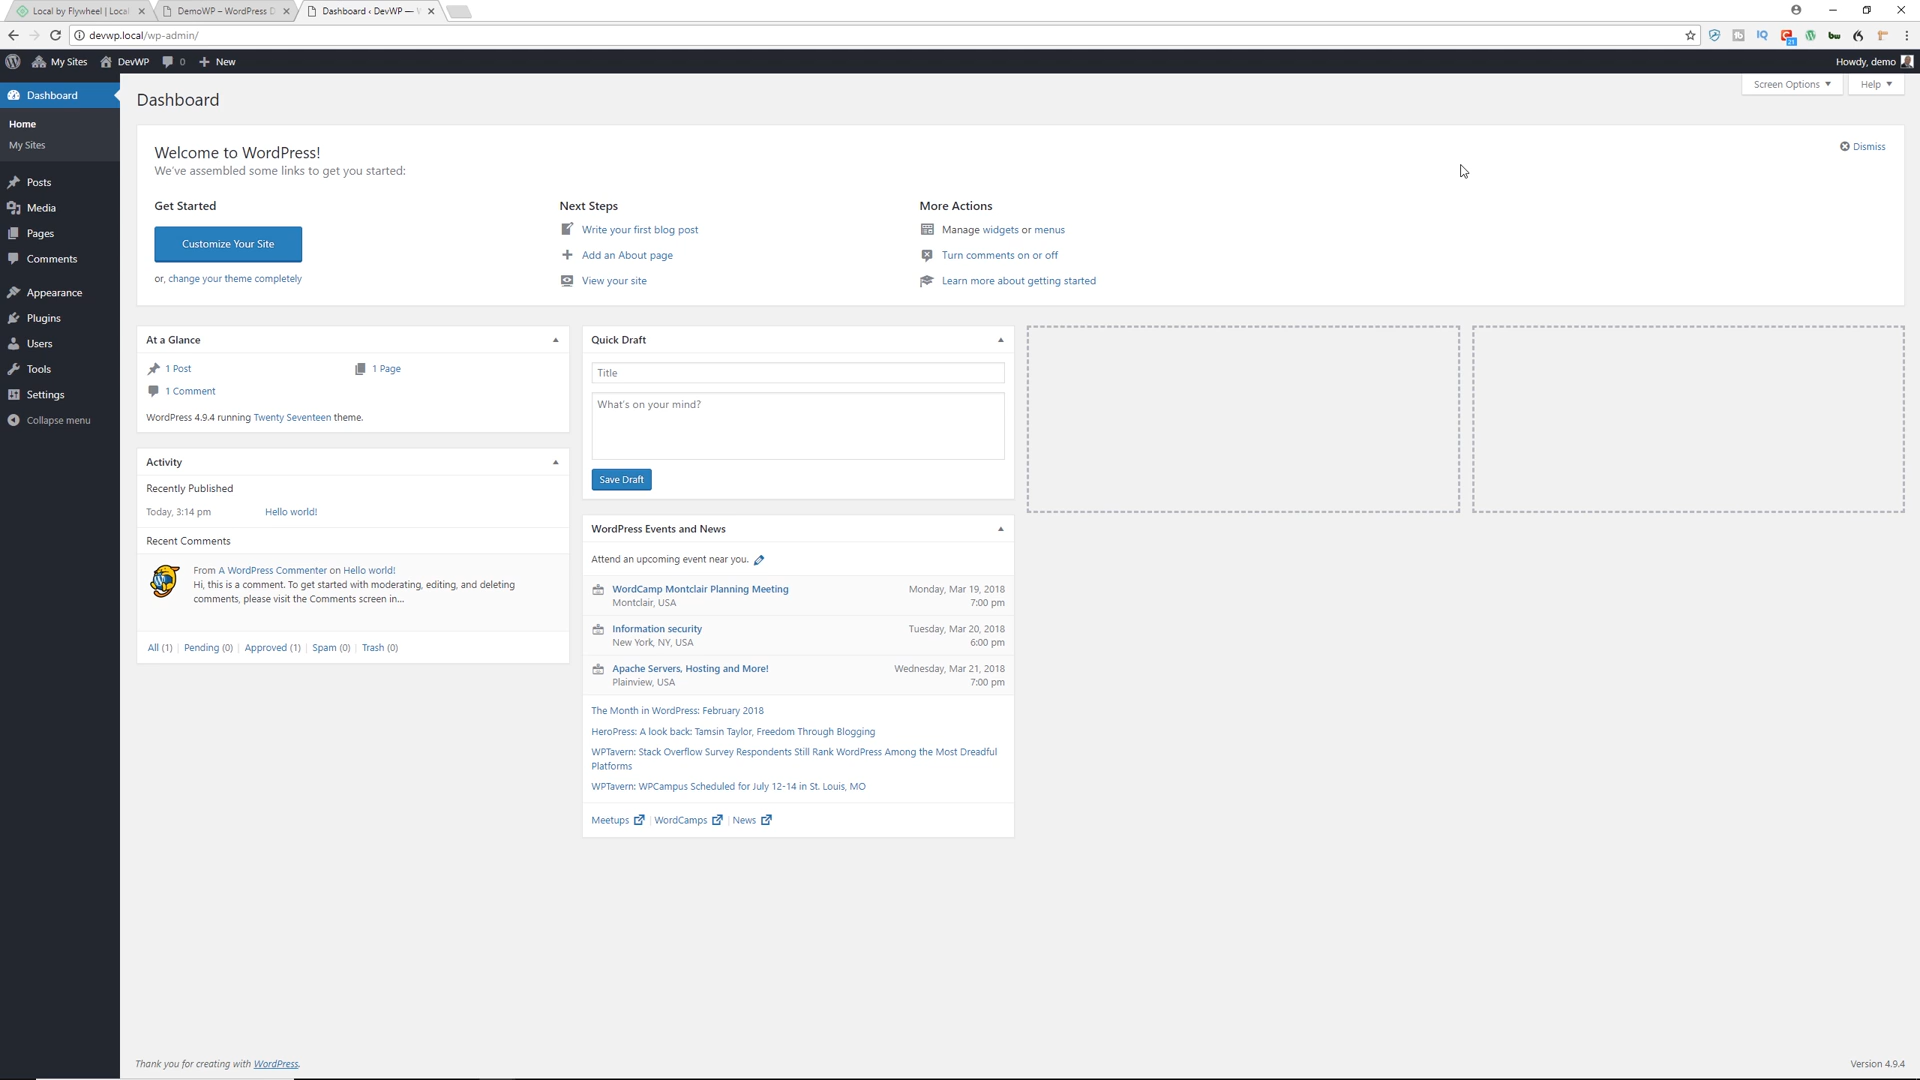 Local by Flywheel | Local
DemoWP – WordPress D
Dashboard ‹ DevWP —
devwp.local/wp-admin/
My Sites
DevWP
0
New
Howdy, demo
Dashboard
Home
My Sites
Posts
Media
Pages
Comments
Appearance
Plugins
Users
Tools
Settings
Collapse menu
Dashboard
Screen Options
Help
Welcome to WordPress!
We've assembled some links to get you started:
Dismiss
Get Started
Customize Your Site
or, change your theme completely
Next Steps
Write your first blog post
Add an About page
View your site
More Actions
Manage widgets or menus
Turn comments on or off
Learn more about getting started
At a Glance
1 Post
1 Page
1 Comment
WordPress 4.9.4 running Twenty Seventeen theme.
Activity
Recently Published
Today, 3:14 pm
Hello world!
Recent Comments
From A WordPress Commenter on Hello world!
Hi, this is a comment. To get started with moderating, editing, and deleting
comments, please visit the Comments screen in...
All (1) | Pending (0) | Approved (1) | Spam (0) | Trash (0)
Quick Draft
Title
What's on your mind?
Save Draft
WordPress Events and News
Attend an upcoming event near you.
WordCamp Montclair Planning Meeting
Monday, Mar 19, 2018
Montclair, USA
7:00 pm
Information security
Tuesday, Mar 20, 2018
New York, NY, USA
6:00 pm
Apache Servers, Hosting and More!
Wednesday, Mar 21, 2018
Plainview, USA
7:00 pm
The Month in WordPress: February 2018
HeroPress: A look back: Tamsin Taylor, Freedom Through Blogging
WPTavern: Stack Overflow Survey Respondents Still Rank WordPress Among the Most Dreadful
Platforms
WPTavern: WPCampus Scheduled for July 12-14 in St. Louis, MO
Meetups | WordCamps | News
Thank you for creating with WordPress.
Version 4.9.4